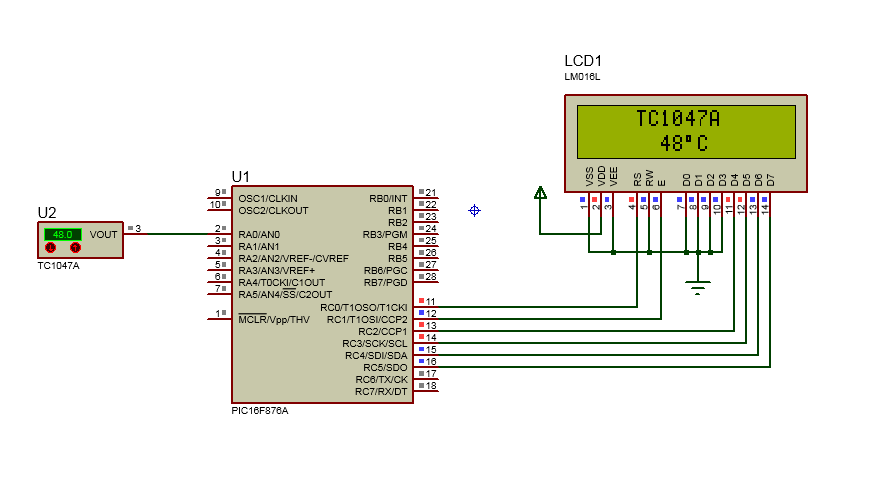 LCD1
LM016L
TC1047A
48°C
VSS
VDD
VEE
RS
RW
E
D0
D1
D2
D3
D4
D5
D6
D7
1
2
3
4
5
6
7
8
9
10
11
12
13
14
U1
9 OSC1/CLKIN RB0/INT 21
10 OSC2/CLKOUT RB1 22
RB2 23
2 RA0/AN0 RB3/PGM 24
3 RA1/AN1 RB4 25
4 RA2/AN2/VREF-/CVREF RB5 26
5 RA3/AN3/VREF+ RB6/PGC 27
6 RA4/T0CKI/C1OUT RB7/PGD 28
7 RA5/AN4/SS/C2OUT
RC0/T1OSO/T1CKI 11
1 MCLR/Vpp/THV RC1/T1OSI/CCP2 12
RC2/CCP1 13
RC3/SCK/SCL 14
RC4/SDI/SDA 15
RC5/SDO 16
RC6/TX/CK 17
RC7/RX/DT 18
PIC16F876A
U2
48.0 VOUT 3
TC1047A